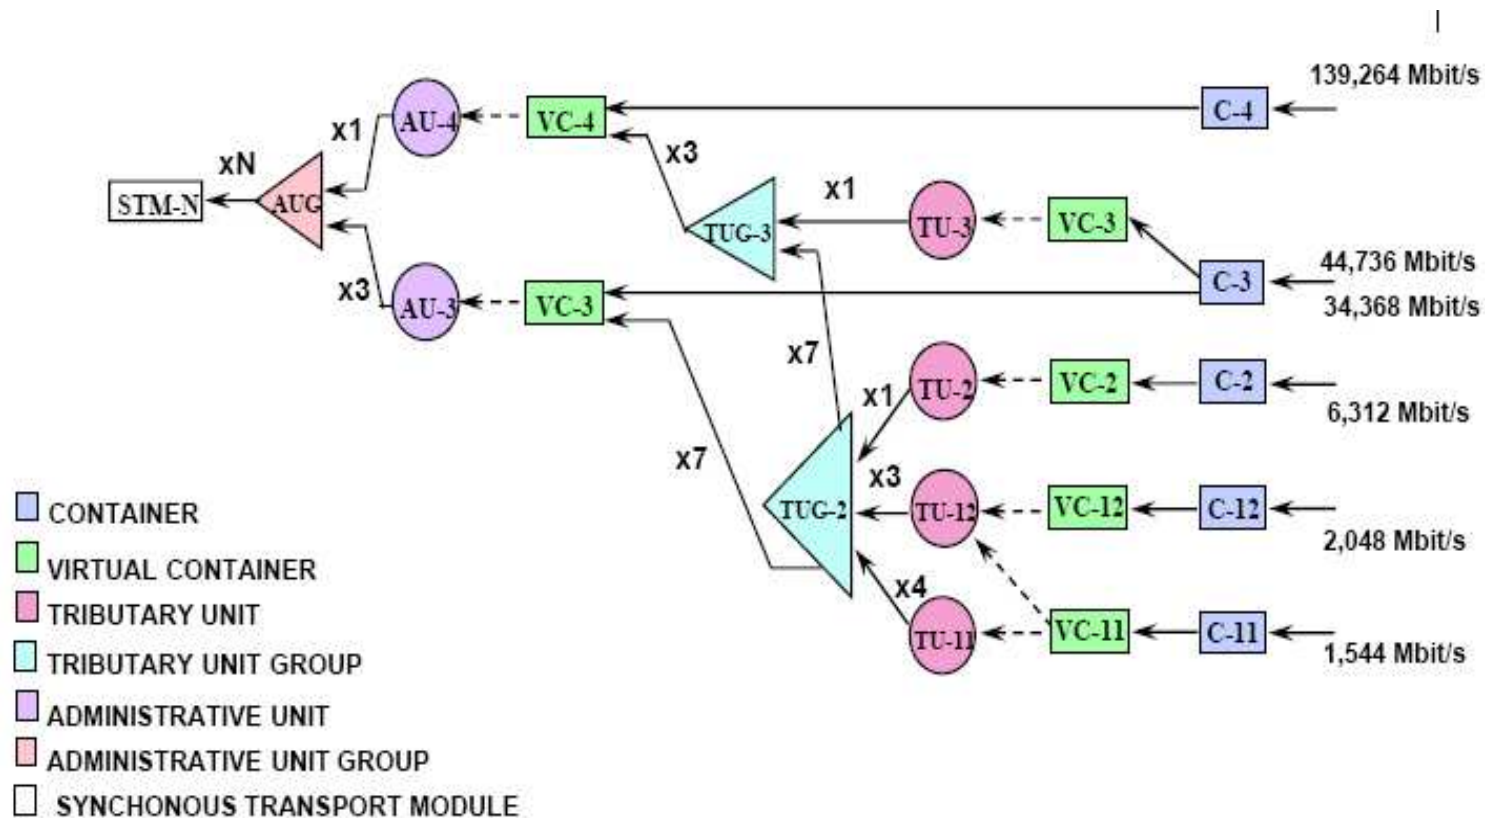 139,264 Mbit/s
AU-4
VC-4
C-4
x1
x3
xN
x1
STM-N
AUG
TUG-3
TU-3
VC-3
44,736 Mbit/s
C-3
34,368 Mbit/s
x3
AU-3
VC-3
x7
TU-2
VC-2
C-2
x1
6,312 Mbit/s
x7
x3
TUG-2
TU-12
VC-12
C-12
2,048 Mbit/s
x4
TU-11
VC-11
C-11
1,544 Mbit/s
CONTAINER
VIRTUAL CONTAINER
TRIBUTARY UNIT
TRIBUTARY UNIT GROUP
ADMINISTRATIVE UNIT
ADMINISTRATIVE UNIT GROUP
SYNCHONOUS TRANSPORT MODULE